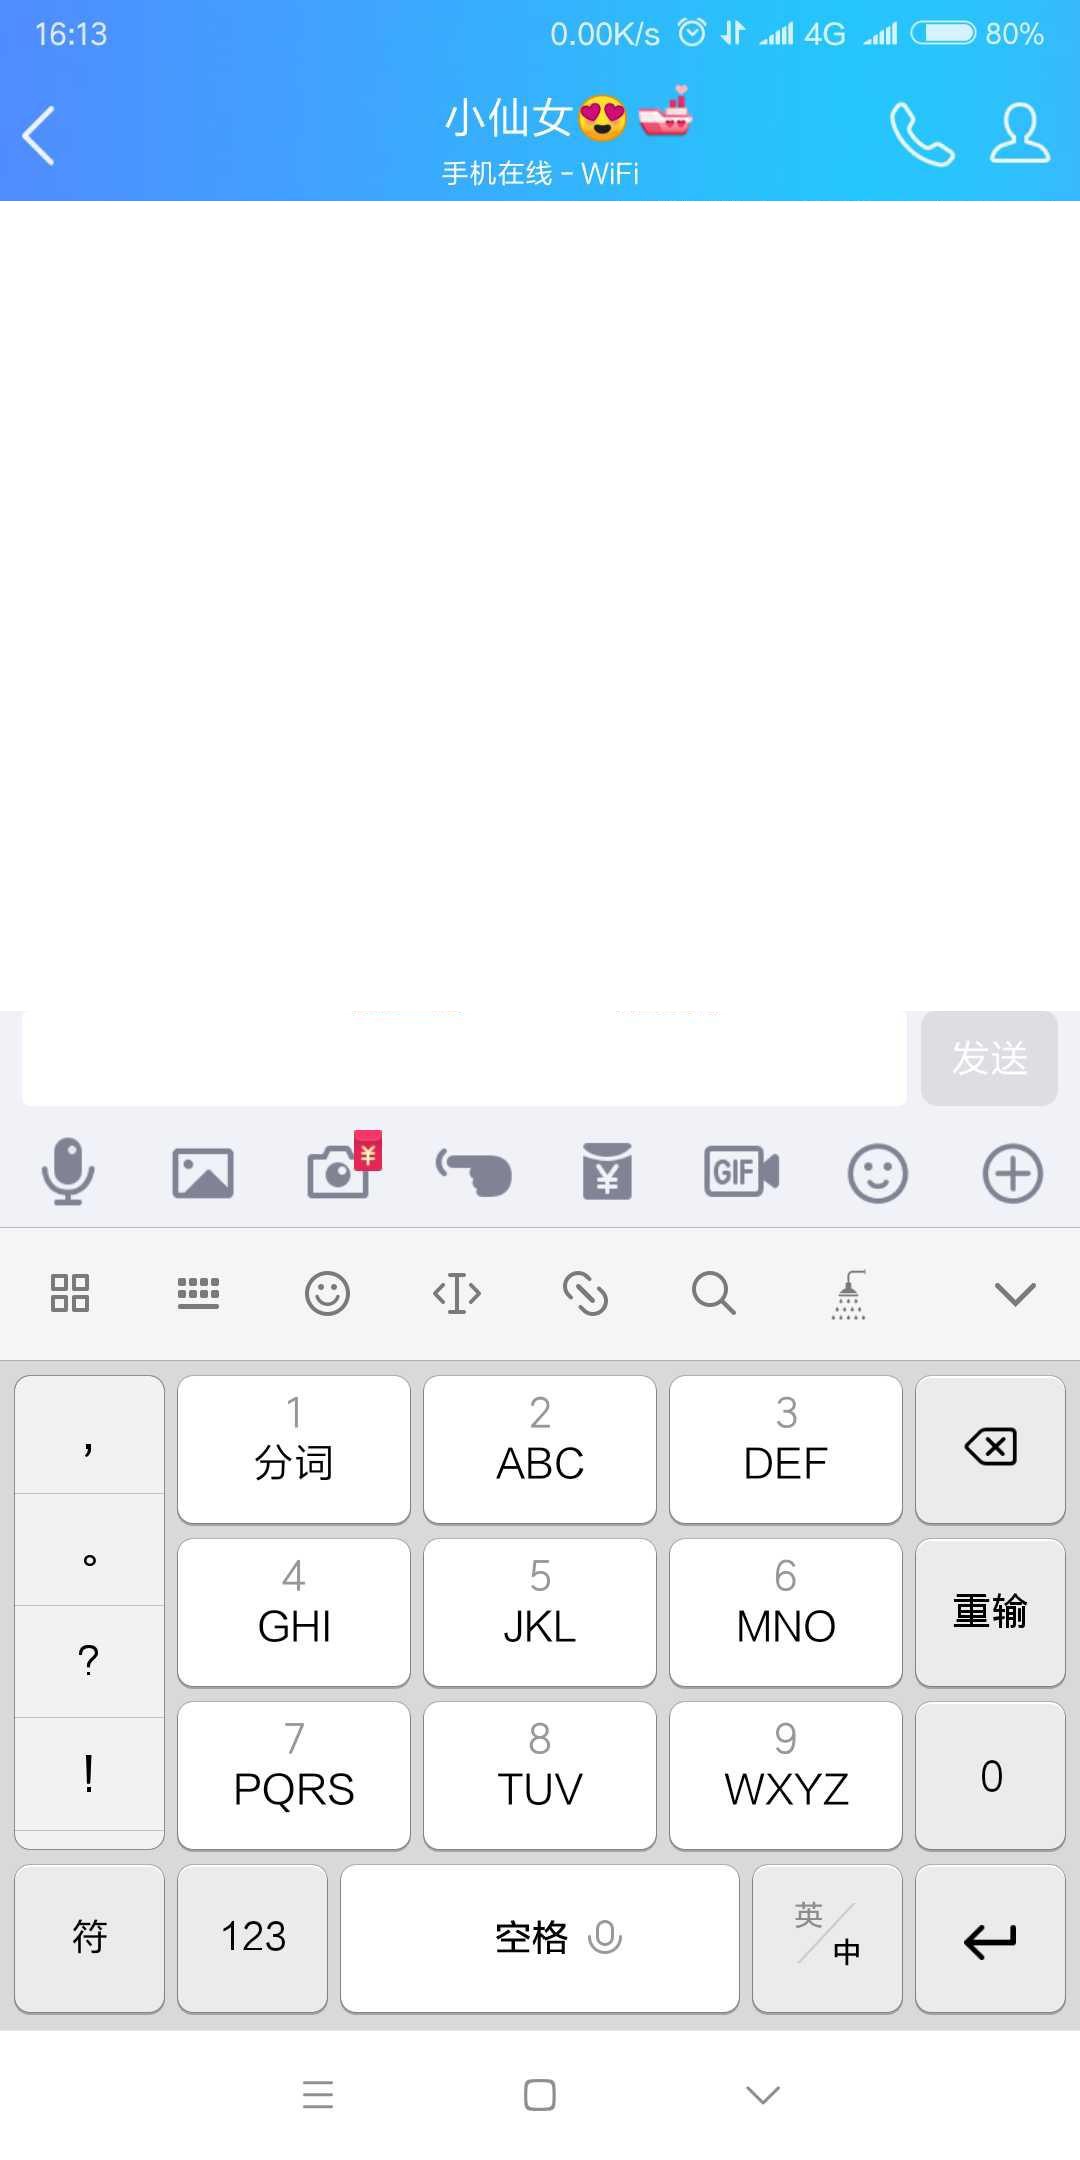 16:13 0.00K/s 4G 80%
小仙女😍
手机在线 - WiFi
发送
¥ ¥ GIF
， 1 2 3
分词 ABC DEF
。 4 5 6
GHI JKL MNO 重输
?
7 8 9
! PQRS TUV WXYZ 0
符 123 空格 英/中